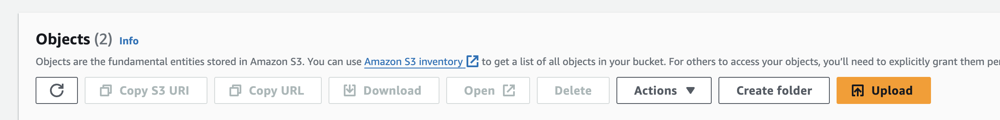 Objects (2) Info
Objects are the fundamental entities stored in Amazon S3. You can use Amazon S3 inventory to get a list of all objects in your bucket. For others to access your objects, you’ll need to explicitly grant them
Copy S3 URI Copy URL Download Open Delete Actions Create folder Upload